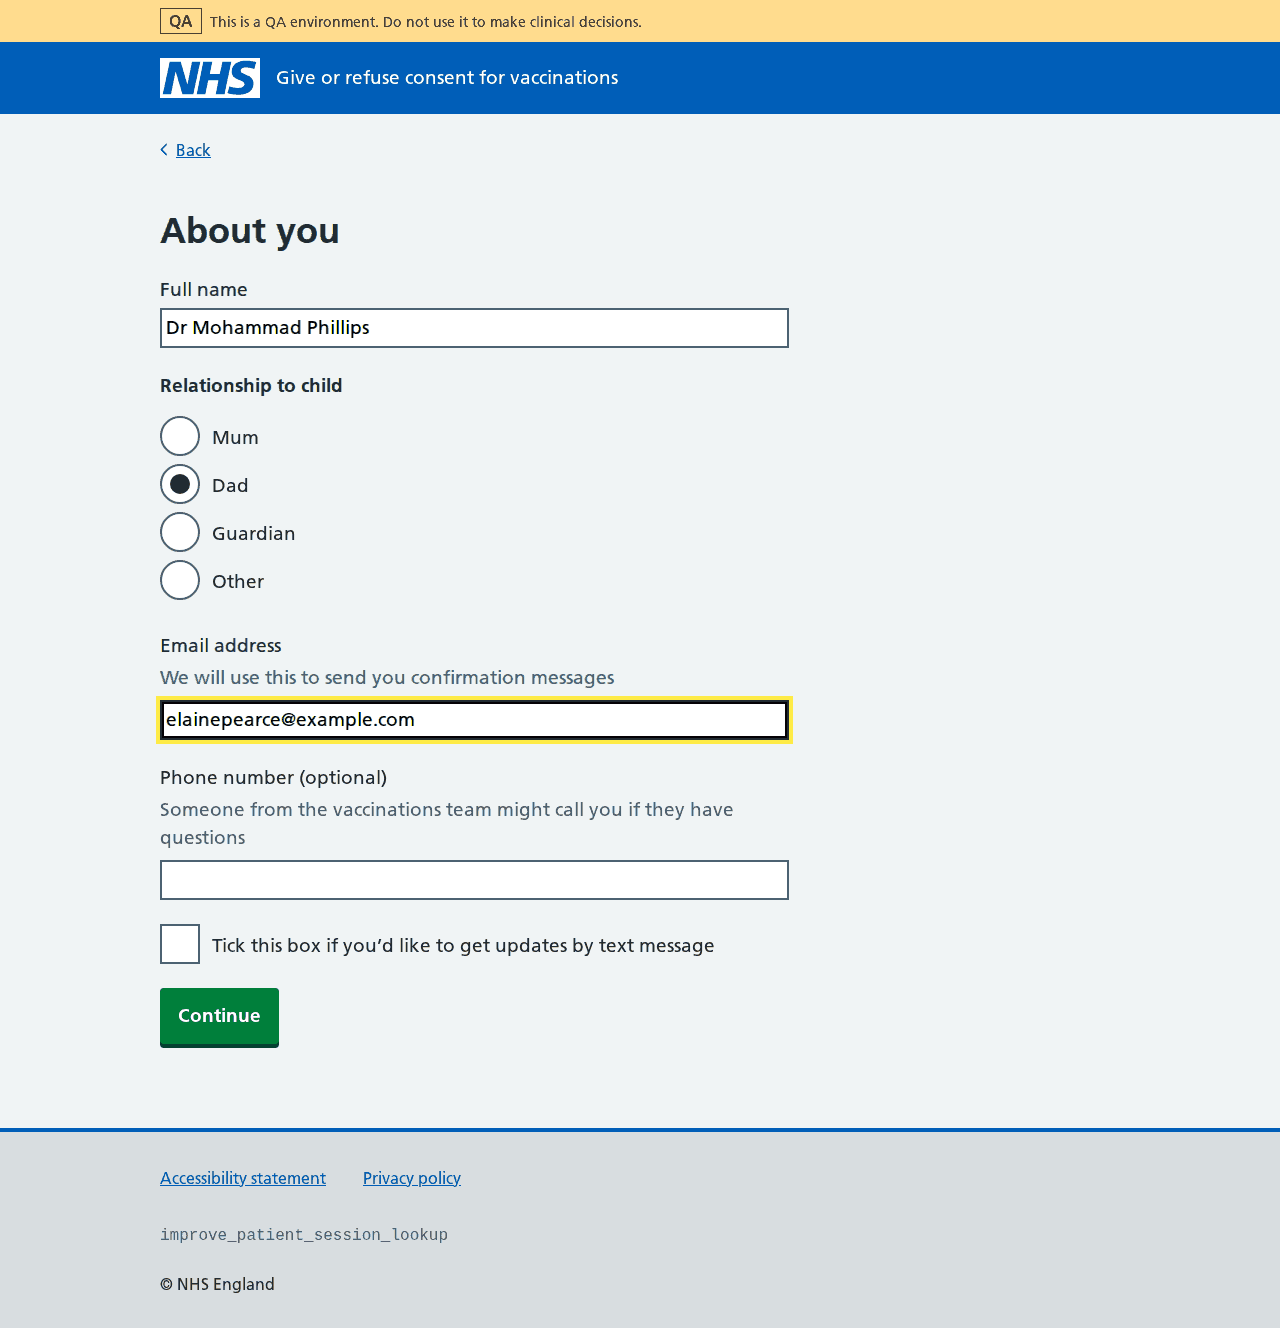 QA This is a QA environment. Do not use it to make clinical decisions.
NHS Give or refuse consent for vaccinations
Back
About you
Full name
Dr Mohammad Phillips
Relationship to child
Mum
Dad
Guardian
Other
Email address
We will use this to send you confirmation messages
elainepearce@example.com
Phone number (optional)
Someone from the vaccinations team might call you if they have
questions
Tick this box if you’d like to get updates by text message
Continue
Accessibility statement Privacy policy
improve_patient_session_lookup
© NHS England